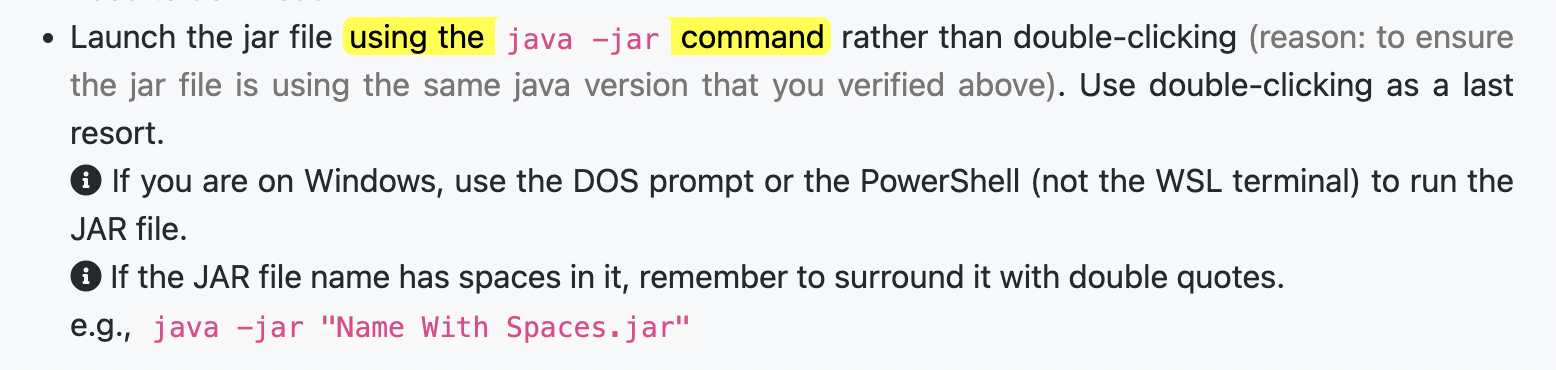 • Launch the jar file using the java -jar command rather than double-clicking (reason: to ensure
the jar file is using the same java version that you verified above). Use double-clicking as a last
resort.
If you are on Windows, use the DOS prompt or the PowerShell (not the WSL terminal) to run the
JAR file.
If the JAR file name has spaces in it, remember to surround it with double quotes.
e.g., java -jar "Name With Spaces.jar"